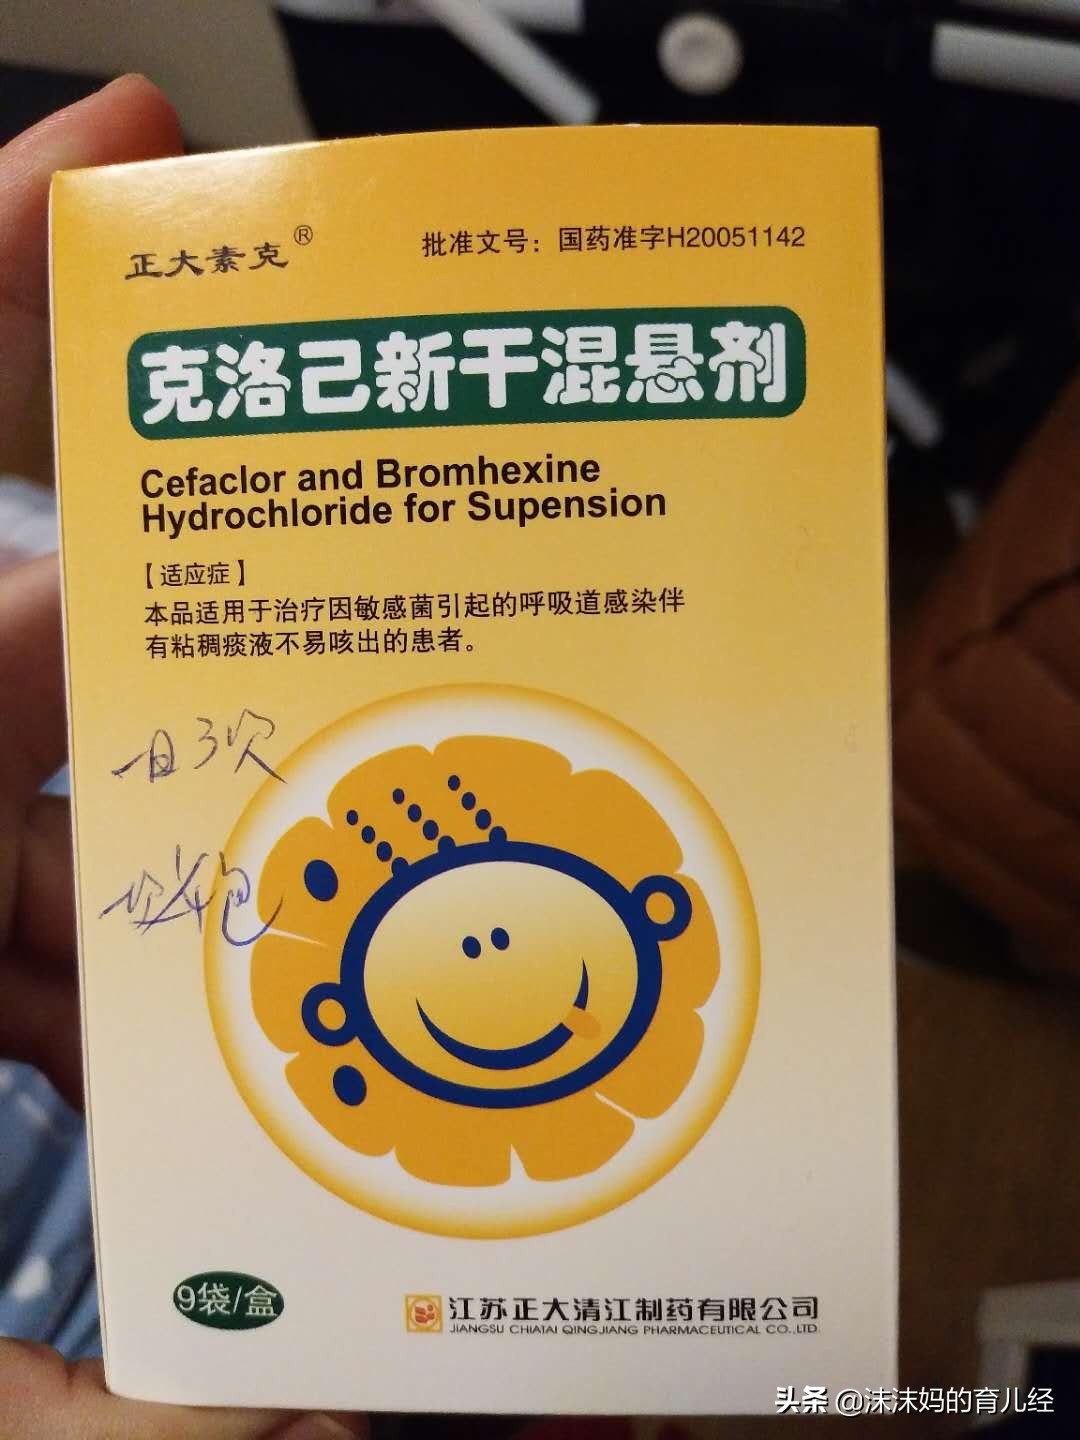 正大素克®
批准文号：国药准字H20051142
克洛己新干混悬剂
Cefaclor and Bromhexine
Hydrochloride for Supension
【适应症】
本品适用于治疗因敏感菌引起的呼吸道感染伴
有粘稠痰液不易咳出的患者。
一日3次
一次半包
9袋/盒
江苏正大清江制药有限公司
JIANGSU CHIATAI QINGJIANG PHARMACEUTICAL CO.,LTD.
头条 @沫沫妈的育儿经